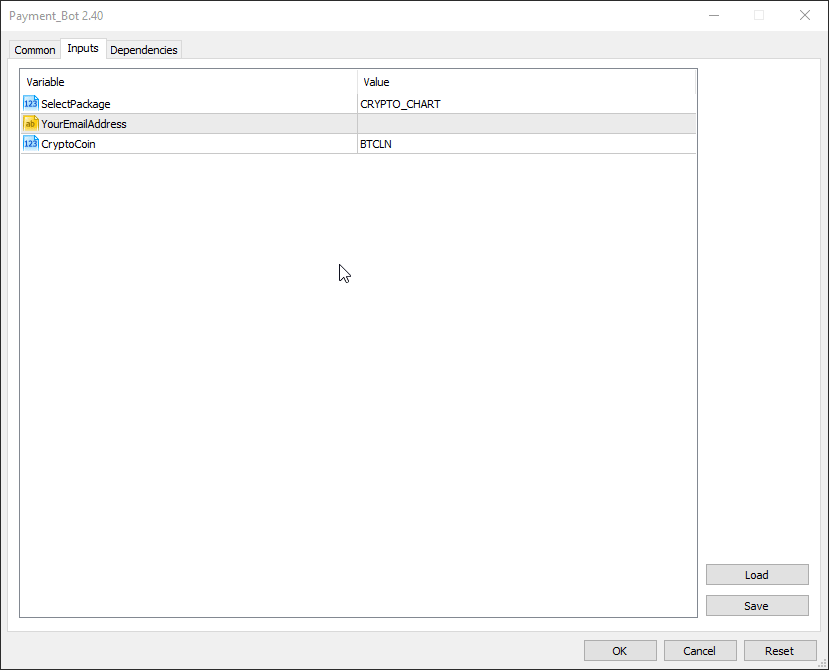 Payment_Bot 2.40
Common Inputs Dependencies
Variable Value
123 SelectPackage CRYPTO_CHART
ab YourEmailAddress
123 CryptoCoin BTCLN
Load
Save
OK Cancel Reset